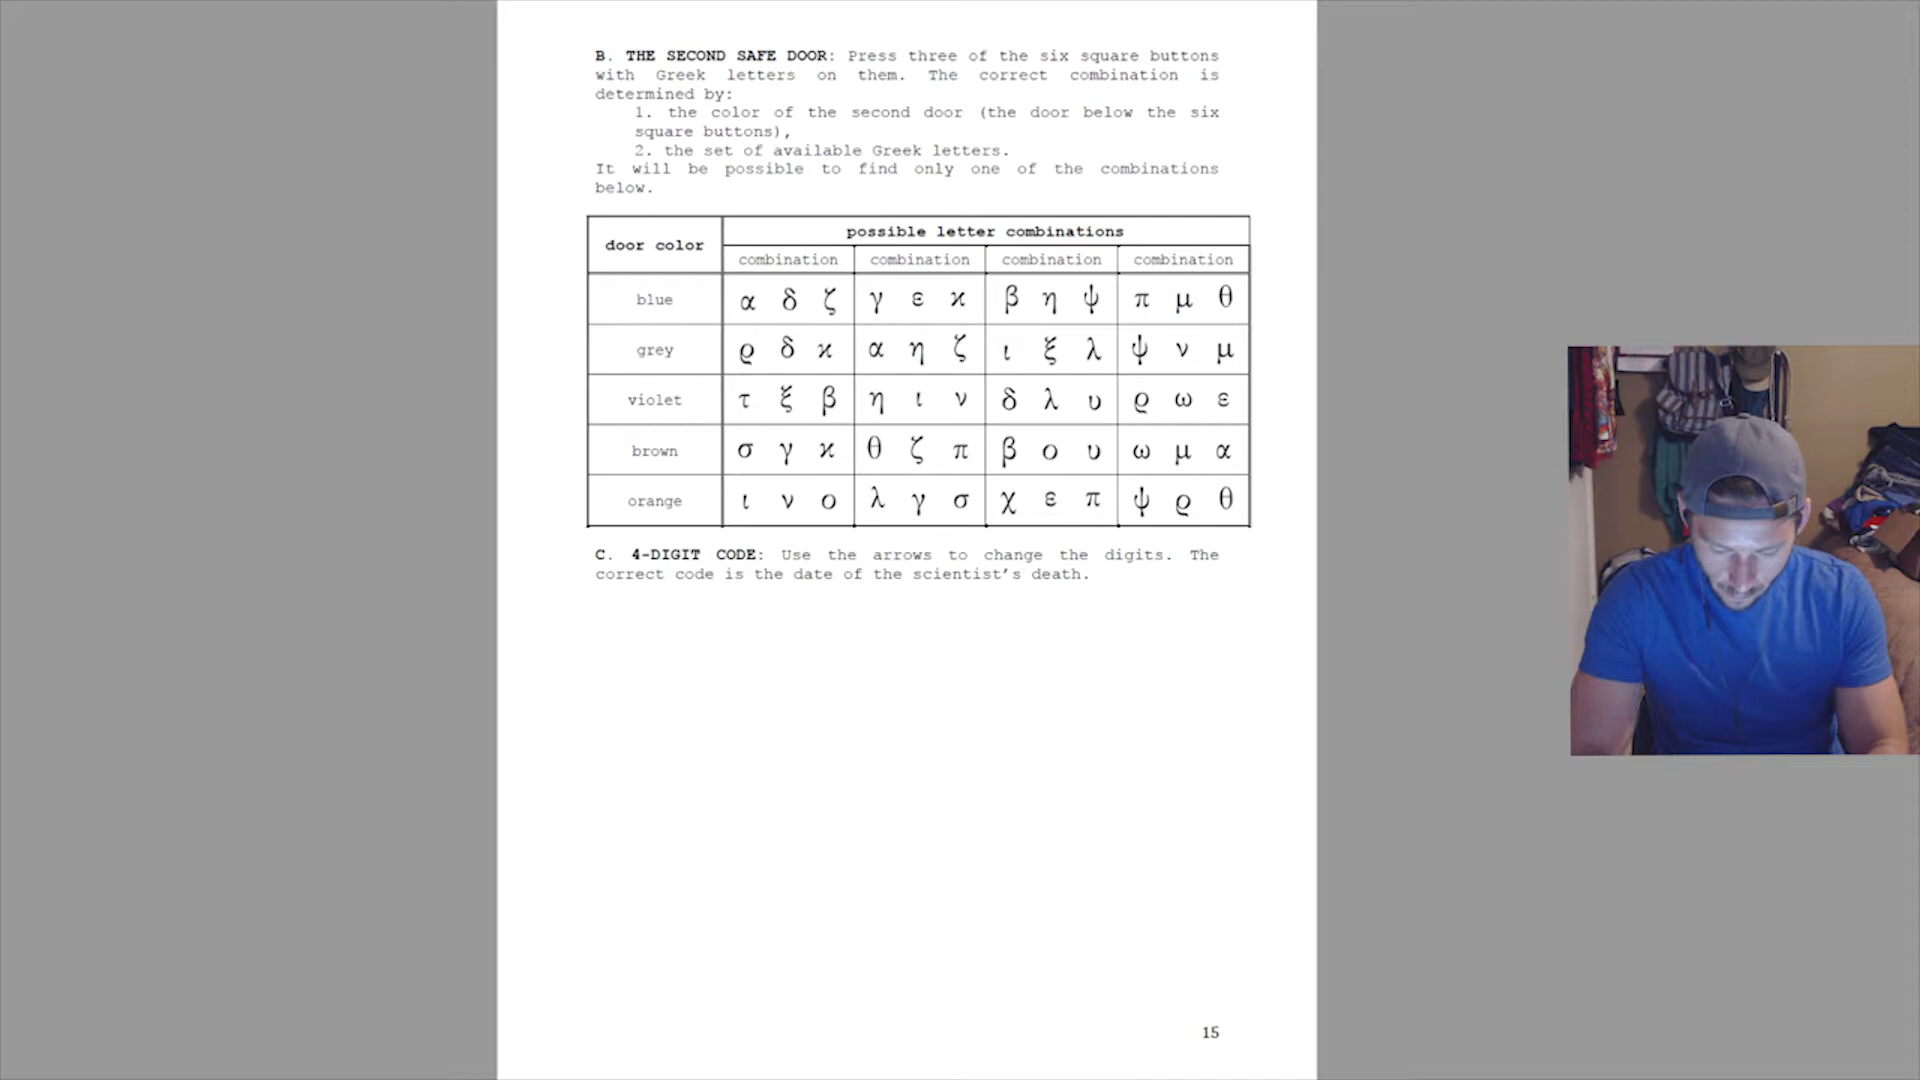 B. THE SECOND SAFE DOOR: Press three of the six square buttons
with Greek letters on them. The correct combination is
determined by:
1. the color of the second door (the door below the six
square buttons),
2. the set of available Greek letters.
It will be possible to find only one of the combinations
below.
door color possible letter combinations
combination combination combination combination
blue α δ ζ γ ε ϰ β η ψ π μ θ
grey ϱ δ ϰ α η ζ ι ξ λ ψ ν μ
violet τ ξ β η ι ν δ λ υ ϱ ω ε
brown σ γ ϰ θ ζ π β ο υ ω μ α
orange ι ν ο λ γ σ χ ε π ψ ϱ θ
C. 4-DIGIT CODE: Use the arrows to change the digits. The
correct code is the date of the scientist's death.
15